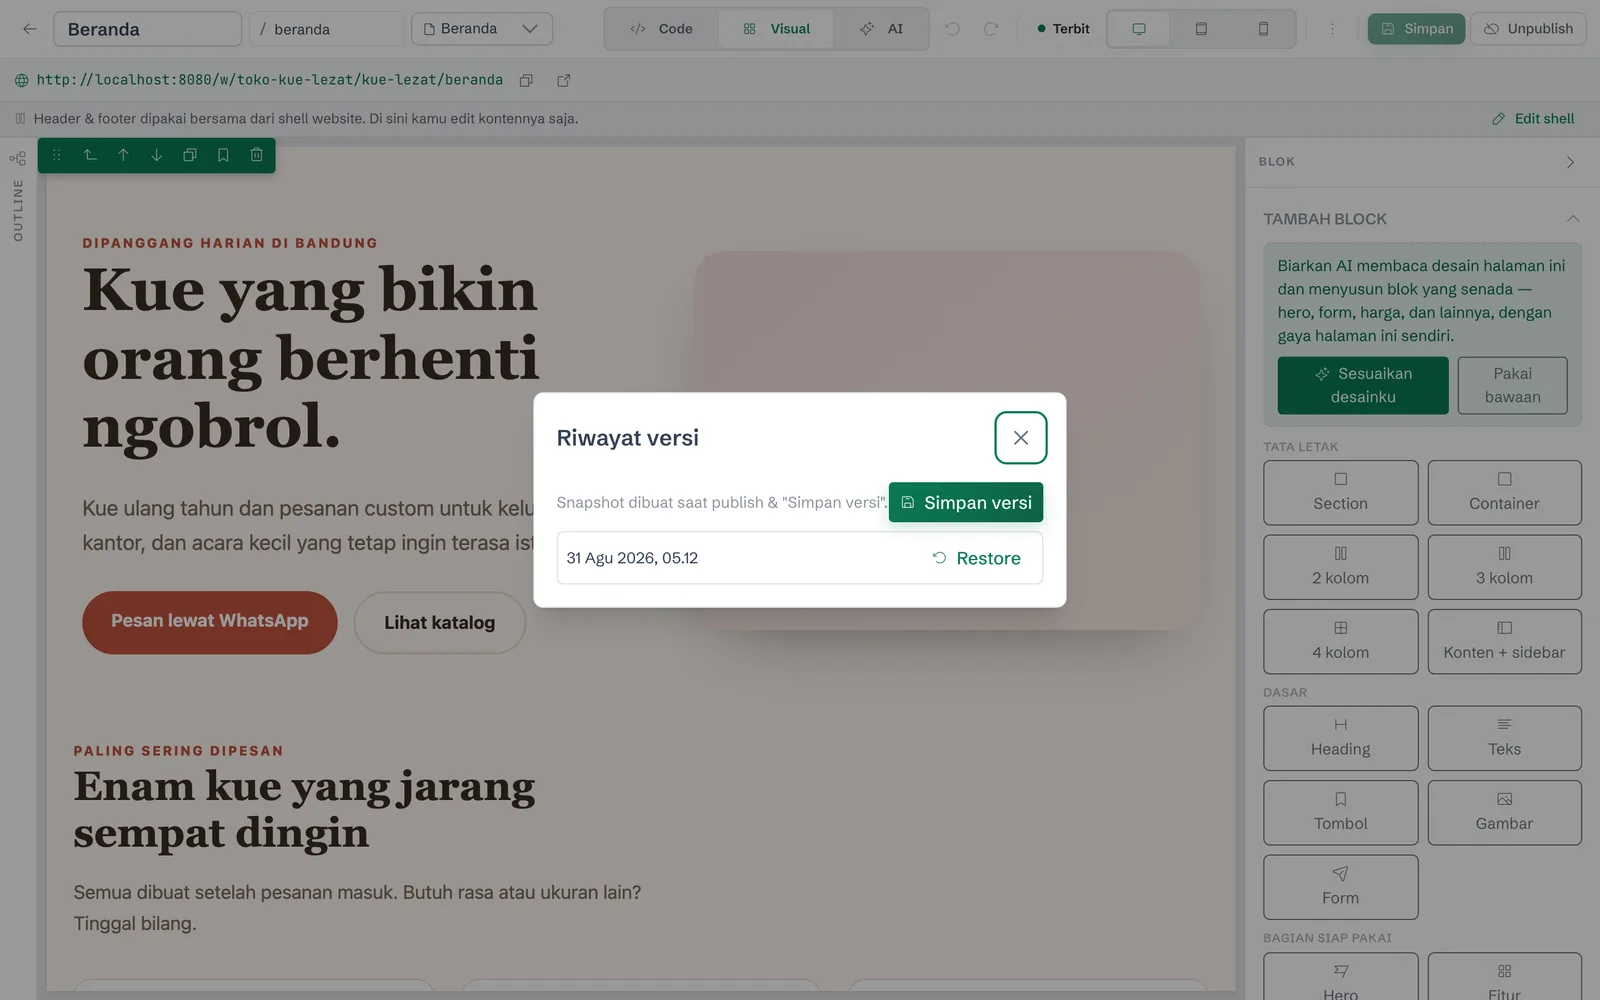 Beranda
/ beranda
Beranda
Code
Visual
AI
Terbit
Simpan
Unpublish
http://localhost:8080/w/toko-kue-lezat/kue-lezat/beranda
Header & footer dipakai bersama dari shell website. Di sini kamu edit kontennya saja.
Edit shell
OUTLINE
DIPANGGANG HARIAN DI BANDUNG
Kue yang bikin
orang berhenti
ngobrol.
Kue ulang tahun dan pesanan custom untuk kelu
kantor, dan acara kecil yang tetap ingin terasa ist
Pesan lewat WhatsApp
Lihat katalog
PALING SERING DIPESAN
Enam kue yang jarang
sempat dingin
Semua dibuat setelah pesanan masuk. Butuh rasa atau ukuran lain?
Tinggal bilang.
Riwayat versi
Snapshot dibuat saat publish & "Simpan versi".
Simpan versi
31 Agu 2026, 05.12
Restore
BLOK
TAMBAH BLOCK
Biarkan AI membaca desain halaman ini
dan menyusun blok yang senada —
hero, form, harga, dan lainnya, dengan
gaya halaman ini sendiri.
Sesuaikan
desainku
Pakai
bawaan
TATA LETAK
Section
Container
2 kolom
3 kolom
4 kolom
Konten + sidebar
DASAR
Heading
Teks
Tombol
Gambar
Form
BAGIAN SIAP PAKAI
Hero
Fitur